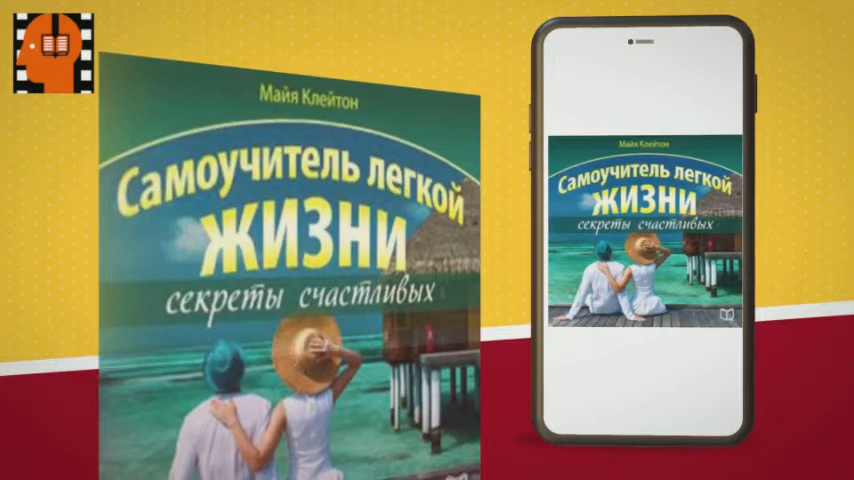 Майя Клейтон
Самоучитель легкой
жизни
секреты счастливых
Майя Клейтон
Самоучитель легкой
жизни
секреты счастливых